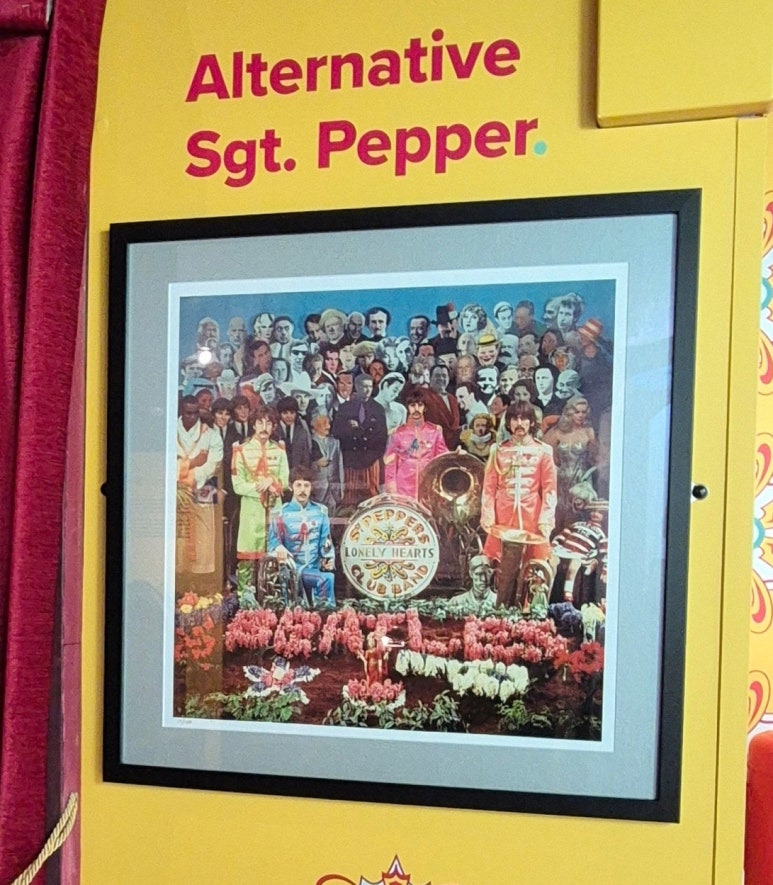 Alternative
Sgt. Pepper.
SGT PEPPERS
LONELY HEARTS
CLUB BAND